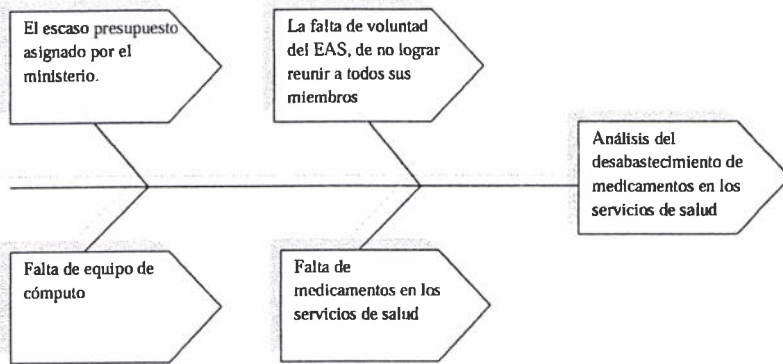 El escaso presupuesto
asignado por el
ministerio.
La falta de voluntad
del EAS, de no lograr
reunir a todos sus
miembros
Análisis del
desabastecimiento de
medicamentos en los
servicios de salud
Falta de equipo de
cómputo
Falta de
medicamentos en los
servicios de salud